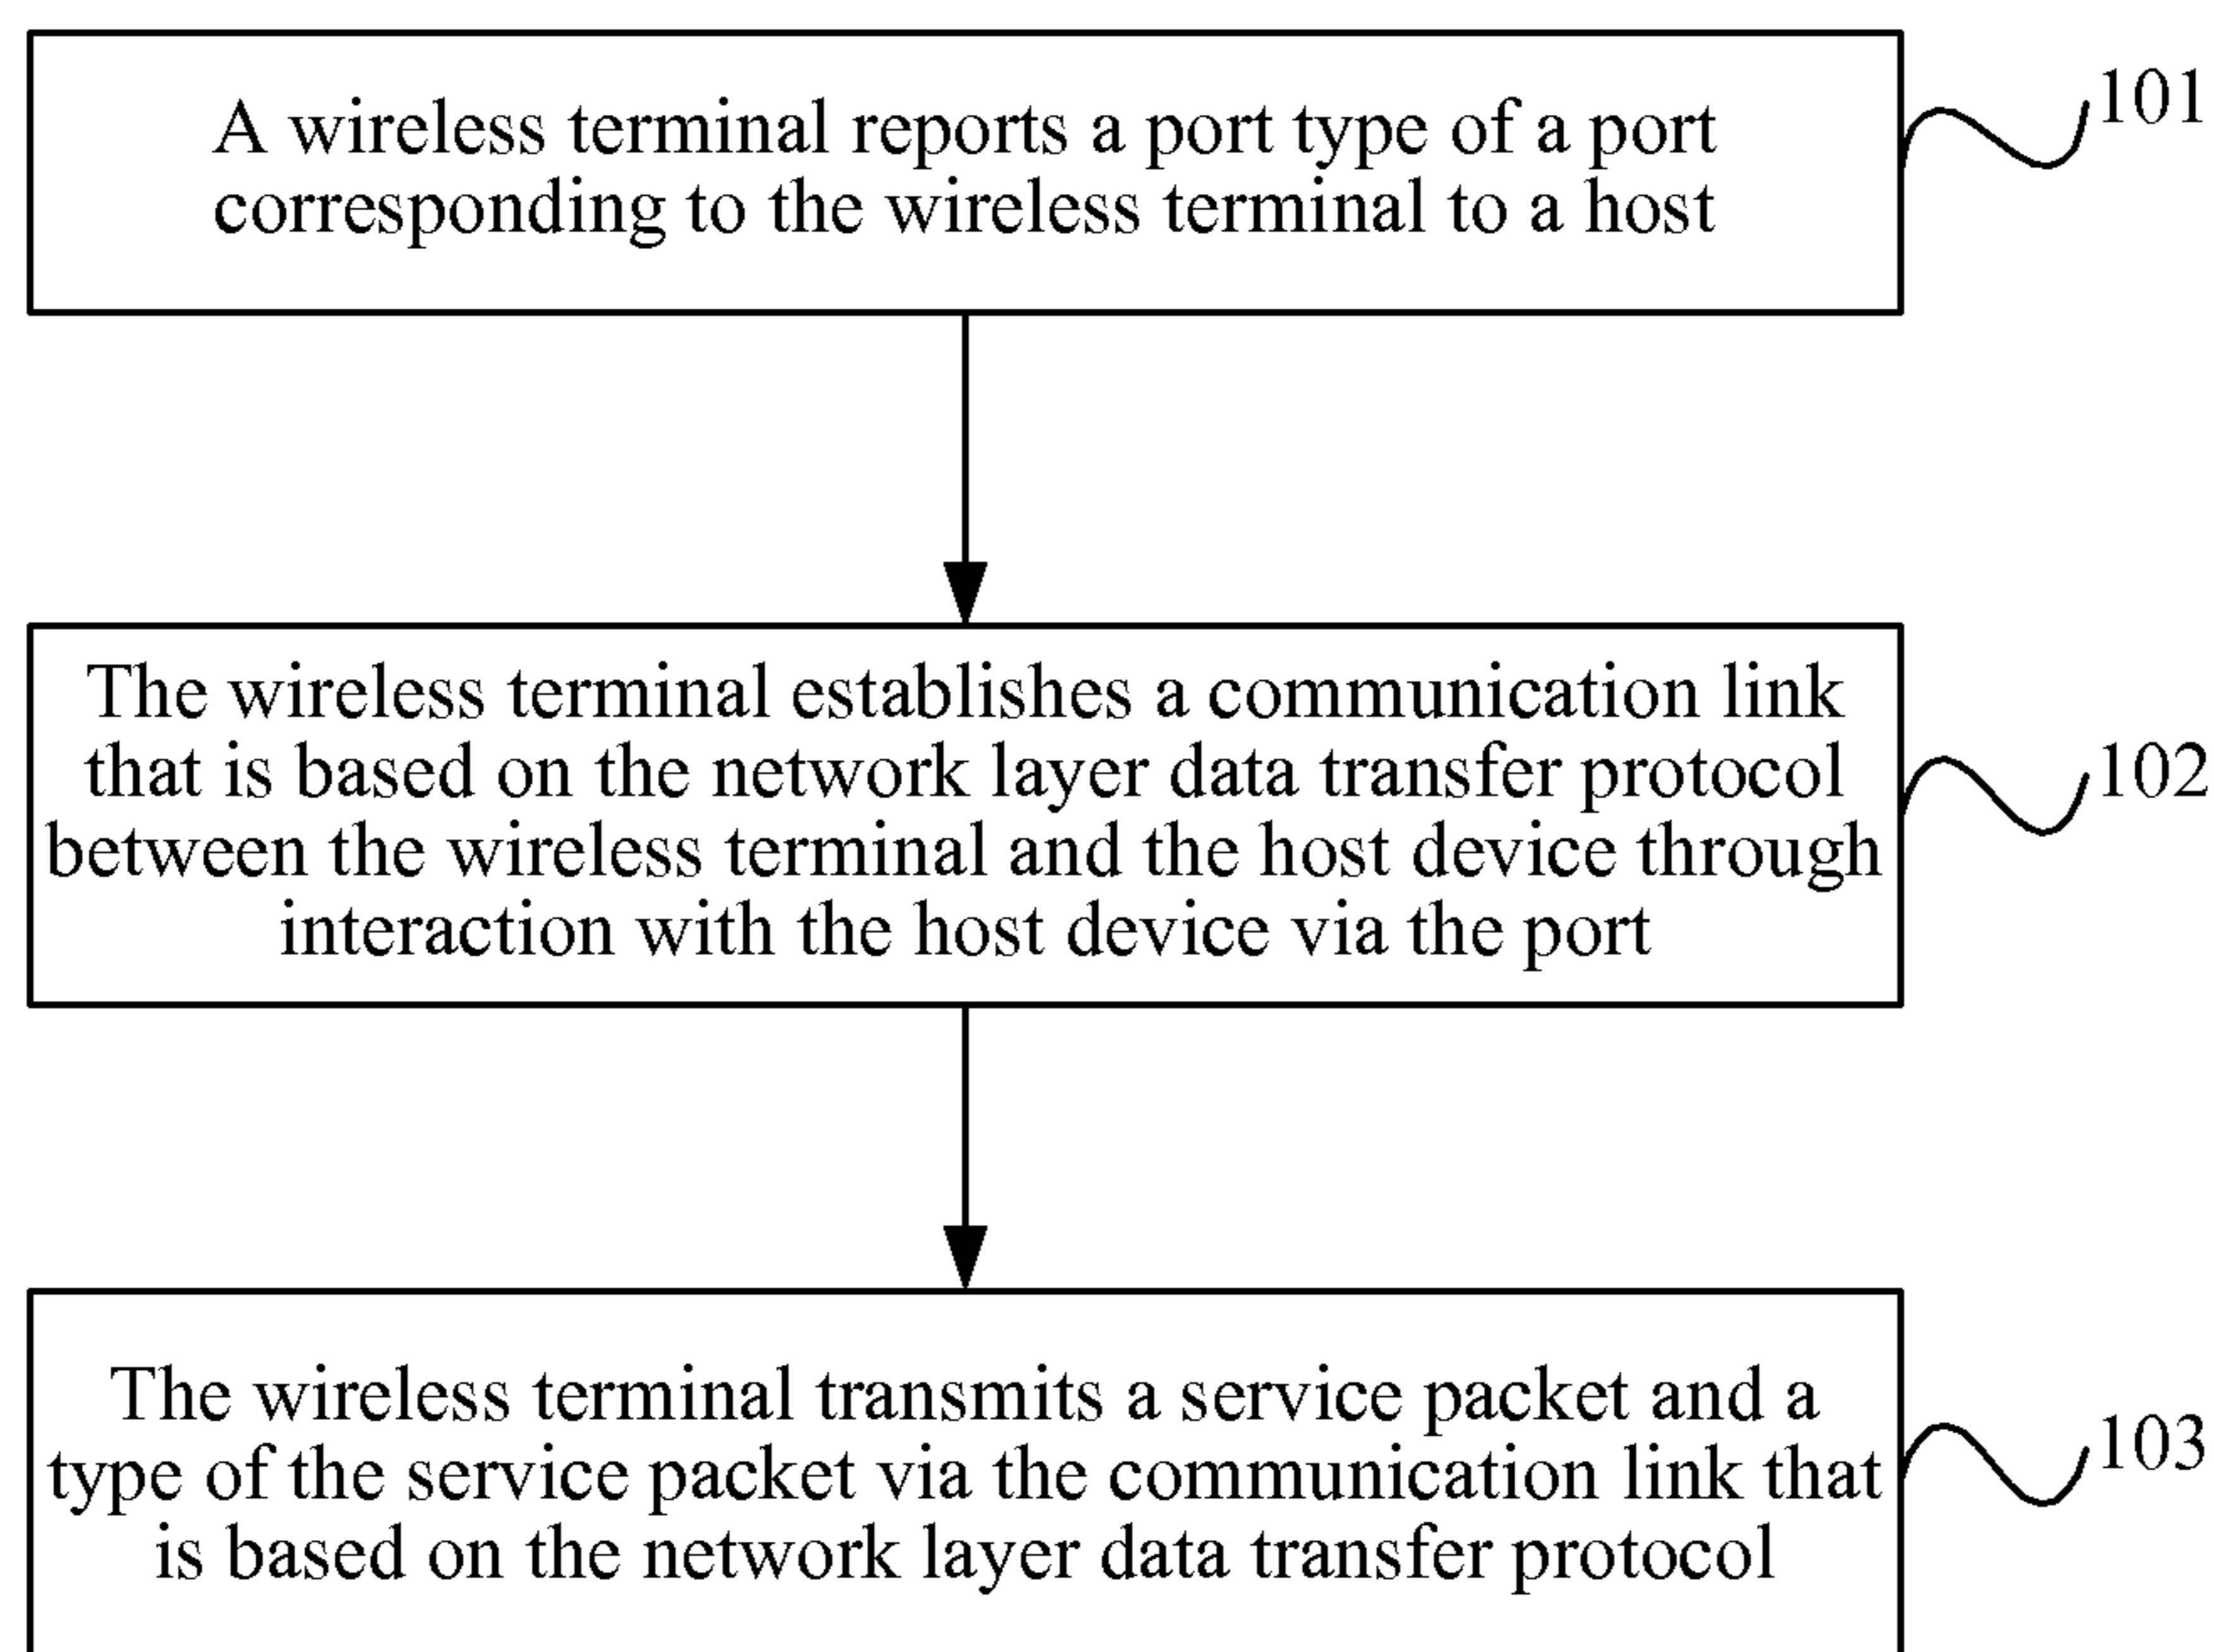 A wireless terminal reports a port type of a port
corresponding to the wireless terminal to a host
101
The wireless terminal establishes a communication link
that is based on the network layer data transfer protocol
between the wireless terminal and the host device through
interaction with the host device via the port
102
The wireless terminal transmits a service packet and a
type of the service packet via the communication link that
is based on the network layer data transfer protocol
103